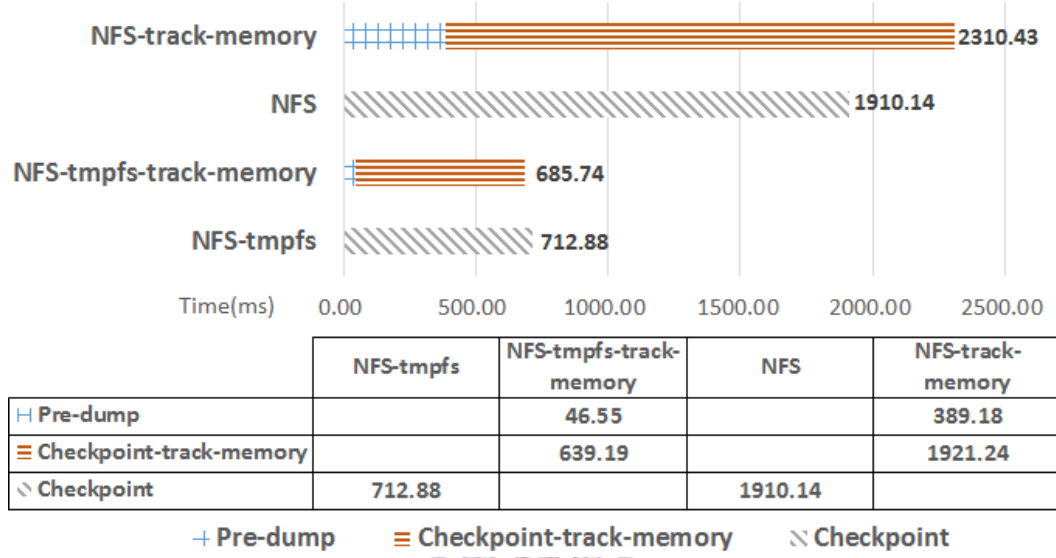 NFS-track-memory 2310.43
NFS 1910.14
NFS-tmpfs-track-memory 685.74
NFS-tmpfs 712.88
Time(ms) 0.00 500.00 1000.00 1500.00 2000.00 2500.00
NFS-tmpfs NFS-tmpfs-track- NFS NFS-track-
memory memory
Pre-dump 46.55 389.18
Checkpoint-track-memory 639.19 1921.24
Checkpoint 712.88 1910.14
Pre-dump Checkpoint-track-memory Checkpoint